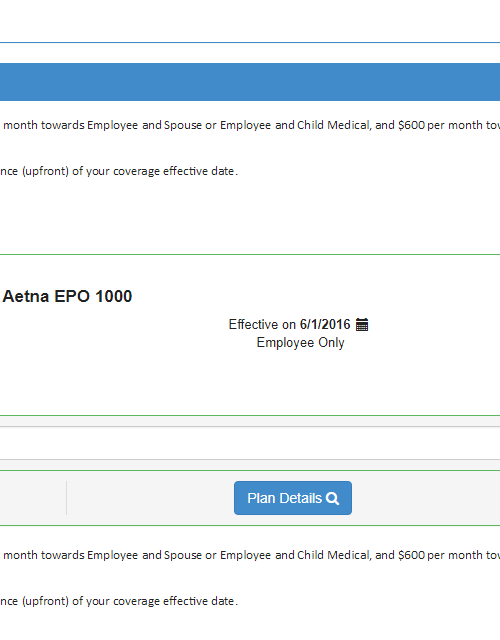 month towards Employee and Spouse or Employee and Child Medical, and $600 per month
nce (upfront) of your coverage effective date.
Aetna EPO 1000
Effective on 6/1/2016
Employee Only
Plan Details
month towards Employee and Spouse or Employee and Child Medical, and $600 per month
nce (upfront) of your coverage effective date.